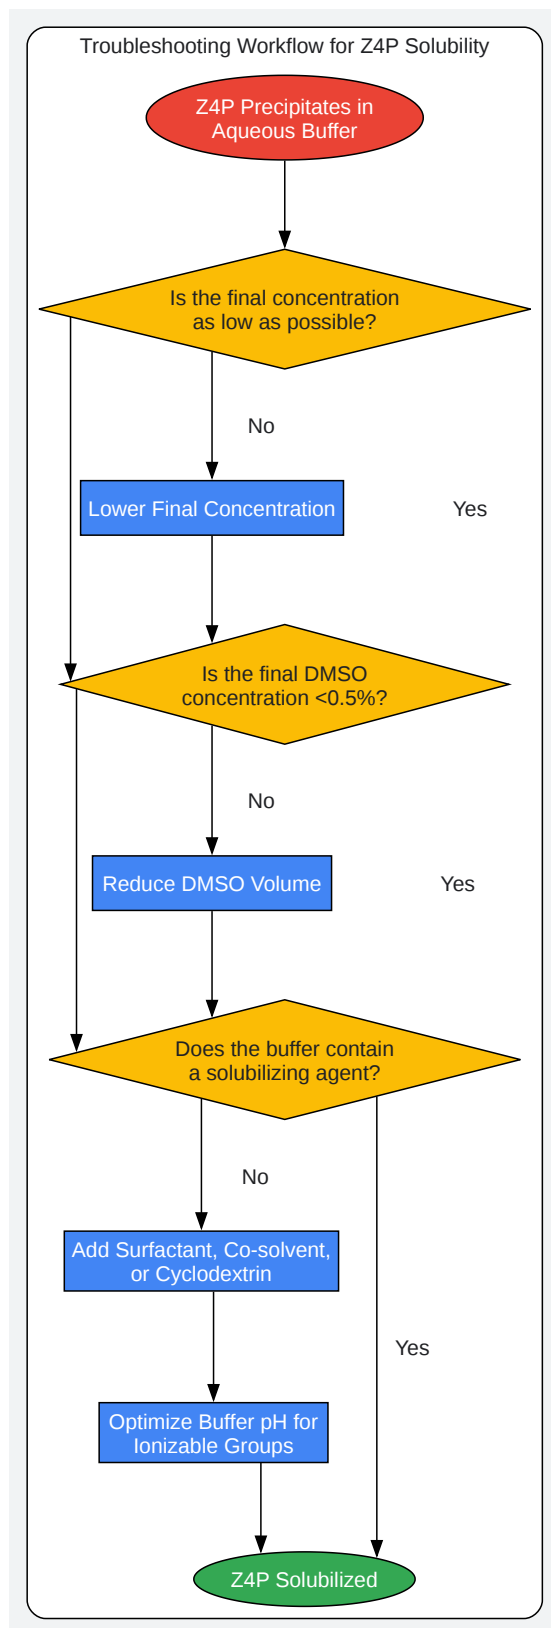 Troubleshooting Workflow for Z4P Solubility
Z4P Precipitates in
Aqueous Buffer
Is the final concentration
as low as possible?
No
Lower Final Concentration
Yes
Is the final DMSO
concentration <0.5%?
No
Reduce DMSO Volume
Yes
Does the buffer contain
a solubilizing agent?
No
Add Surfactant, Co-solvent,
or Cyclodextrin
Yes
Optimize Buffer pH for
Ionizable Groups
Z4P Solubilized